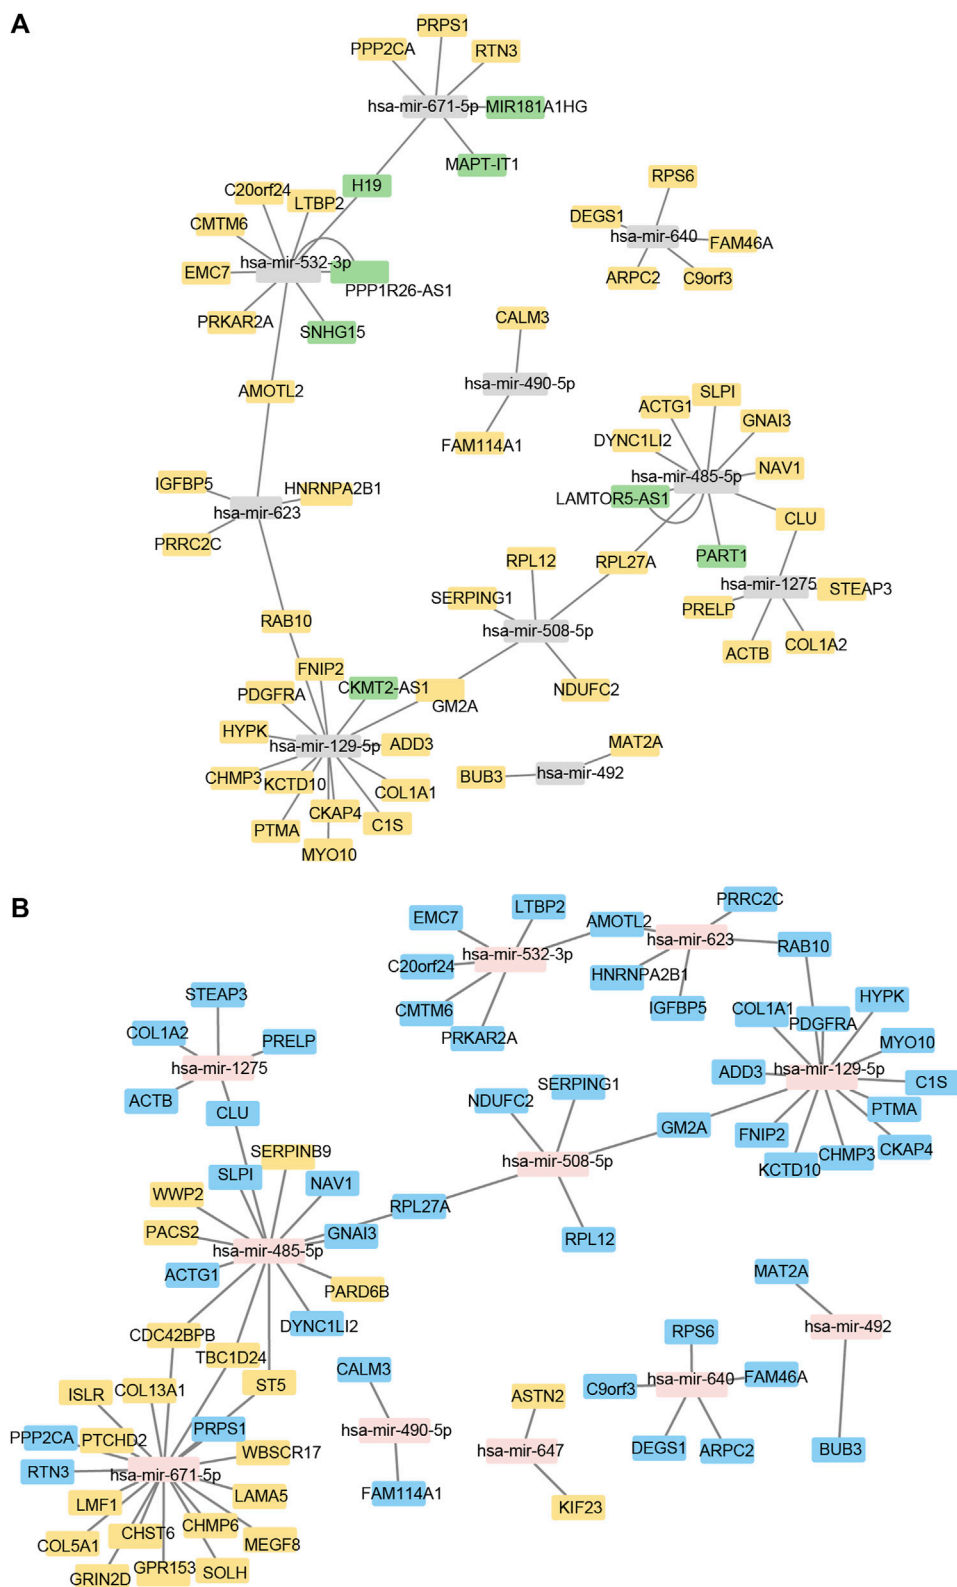 A
PRPS1
PPP2CA
RTN3
hsa-mir-671-5p
MIR181A1HG
MAPT-IT1
H19
C20orf24
LTBP2
CMTM6
hsa-mir-532-3p
EMC7
PPP1R26-AS1
PRKAR2A
SNHG15
RPS6
DEGS1
hsa-mir-640
FAM46A
ARPC2
C9orf3
CALM3
hsa-mir-490-5p
FAM114A1
AMOTL2
SLPI
ACTG1
GNAI3
DYNC1LI2
NAV1
hsa-mir-485-5p
LAMTOR5-AS1
CLU
PART1
IGFBP5
HNRNPA2B1
hsa-mir-623
PRRC2C
RPL12
RPL27A
hsa-mir-1275
STEAP3
SERPING1
PRELP
hsa-mir-508-5p
COL1A2
ACTB
RAB10
FNIP2
CKMT2-AS1
PDGFRA
GM2A
NDUFC2
HYPK
hsa-mir-129-5p
ADD3
MAT2A
CHMP3
KCTD10
COL1A1
BUB3
hsa-mir-492
CKAP4
PTMA
C1S
MYO10
B
PRRC2C
LTBP2
EMC7
AMOTL2
hsa-mir-623
RAB10
hsa-mir-532-3p
C20orf24
HNRNPA2B1
CMTM6
IGFBP5
PRKAR2A
STEAP3
HYPK
COL1A1
PDGFRA
COL1A2
PRELP
MYO10
hsa-mir-1275
hsa-mir-129-5p
ADD3
C1S
ACTB
CLU
SERPING1
NDUFC2
PTMA
GM2A
FNIP2
CKAP4
CHMP3
KCTD10
SERPINB9
SLPI
NAV1
hsa-mir-508-5p
WWP2
RPL27A
PACS2
GNAI3
RPL12
hsa-mir-485-5p
ACTG1
PARD6B
MAT2A
DYNC1LI2
CDC42BPB
TBC1D24
hsa-mir-492
RPS6
CALM3
ST5
ISLR
COL13A1
C9orf3
hsa-mir-640
FAM46A
ASTN2
PPP2CA
PTCHD2
PRPS1
hsa-mir-490-5p
WBSCR17
hsa-mir-647
DEGS1
ARPC2
BUB3
RTN3
hsa-mir-671-5p
LMF1
LAMA5
FAM114A1
KIF23
CHST6
CHMP6
COL5A1
MEGF8
GRIN2D
GPR153
SOLH